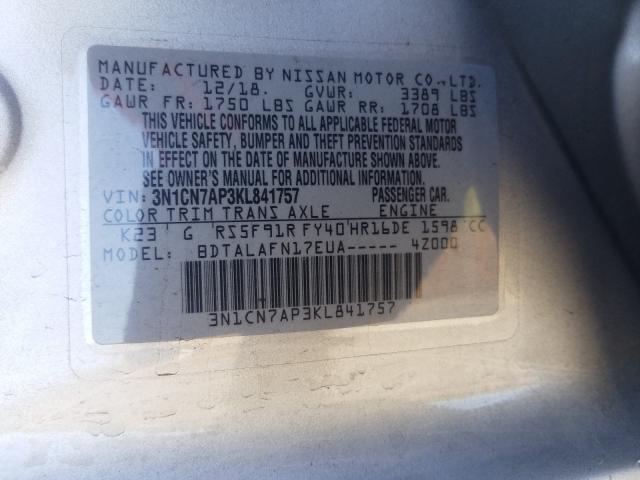 MANUFACTURED BY NISSAN MOTOR CO.,LTD.
DATE: 12/18. GVWR: 3389 LBS
GAWR FR: 1750 LBS GAWR RR: 1708 LBS
THIS VEHICLE CONFORMS TO ALL APPLICABLE FEDERAL MOTOR
VEHICLE SAFETY, BUMPER AND THEFT PREVENTION STANDARDS
IN EFFECT ON THE DATE OF MANUFACTURE SHOWN ABOVE.
SEE OWNER'S MANUAL FOR ADDITIONAL INFORMATION.
VIN: 3N1CN7AP3KL841757 PASSENGER CAR.
COLOR TRIM TRANS AXLE ENGINE
K23 G RS5F91R FY40 HR16DE 1598 CC
MODEL: BDTALAFN17EUA----- 4Z000
3N1CN7AP3KL841757